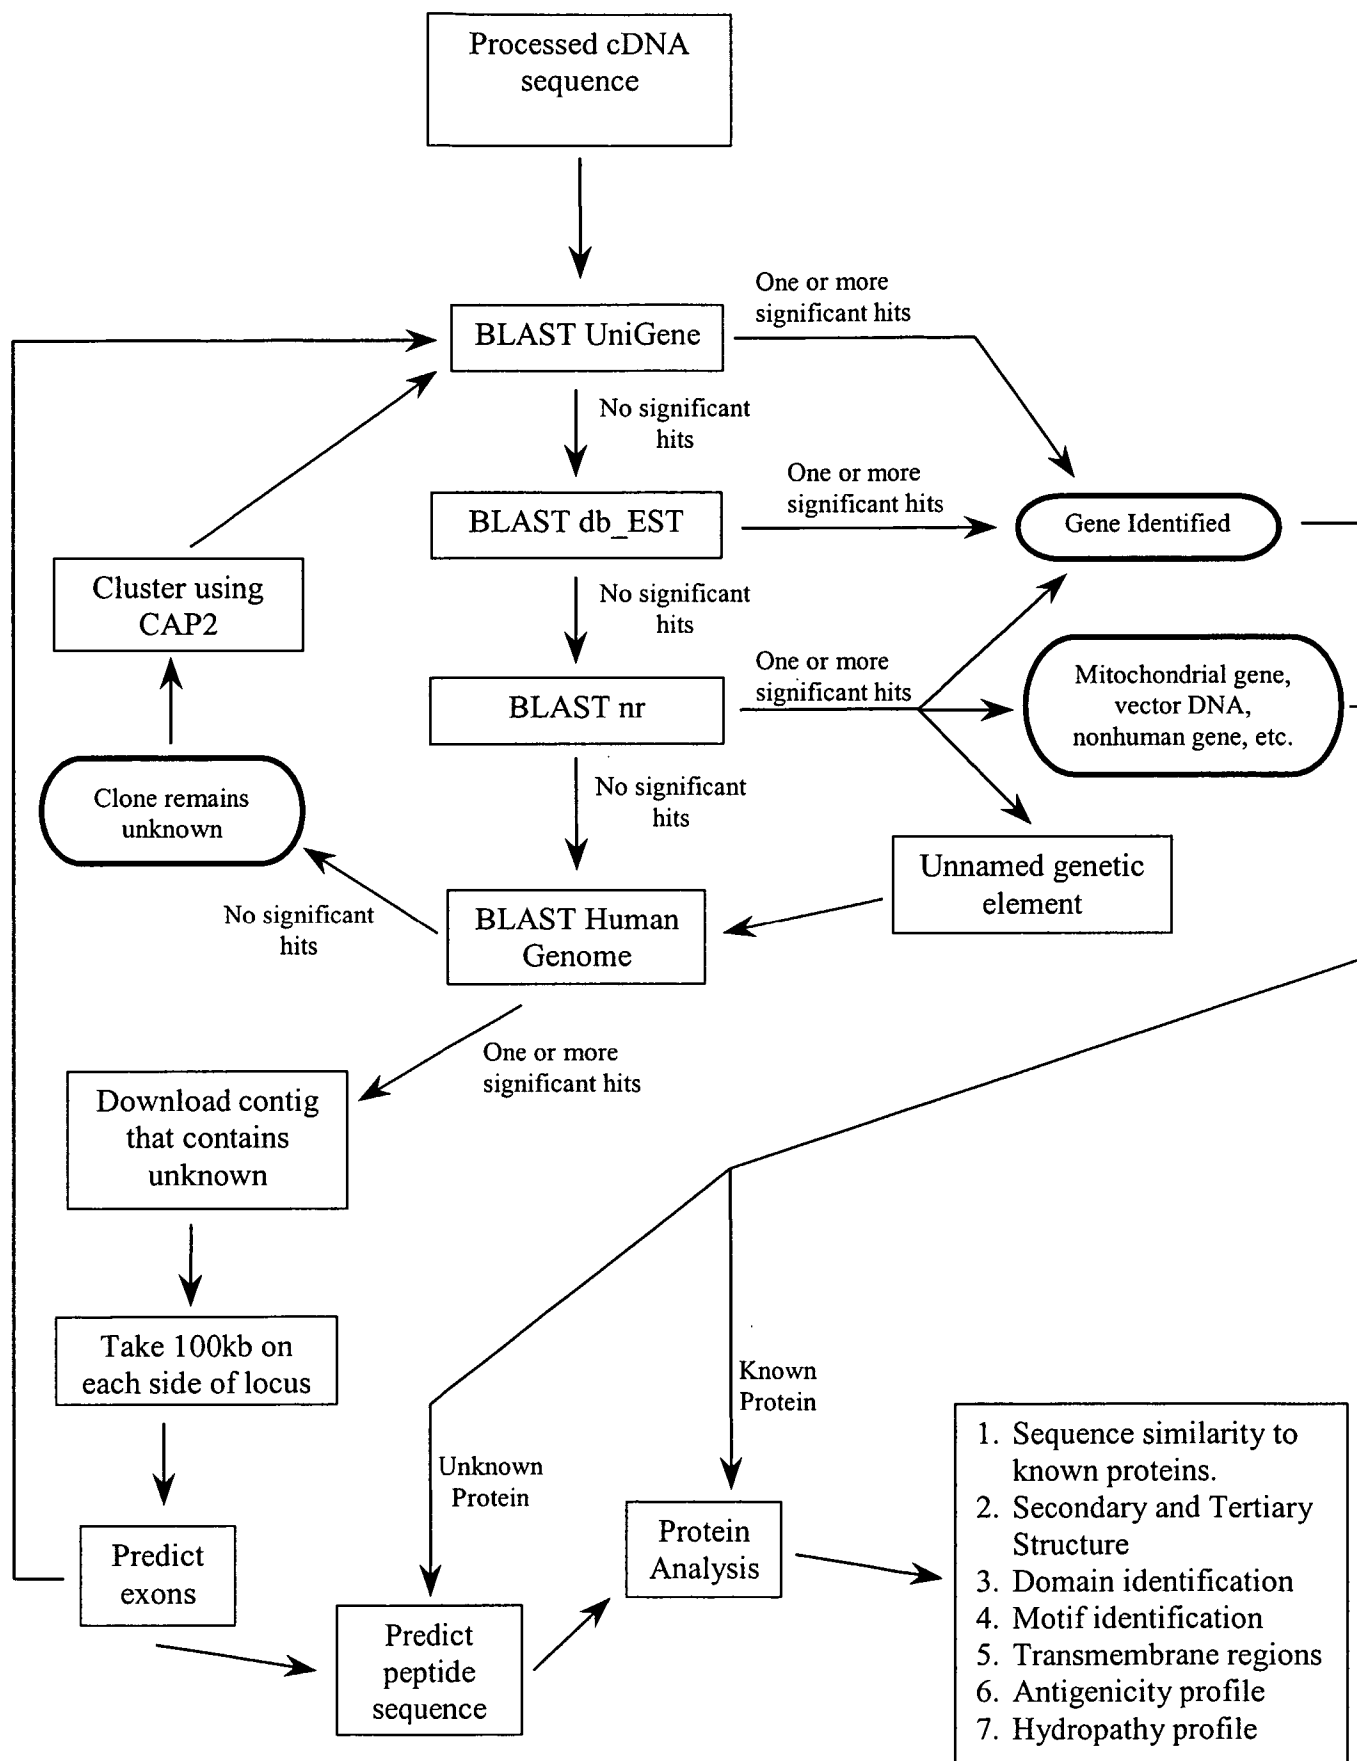 Processed cDNA
sequence
One or more
significant hits
BLAST UniGene
No significant
hits
One or more
significant hits
BLAST db_EST
Gene Identified
Cluster using
CAP2
No significant
hits
One or more
significant hits
BLAST nr
Mitochondrial gene,
vector DNA,
nonhuman gene, etc.
Clone remains
unknown
No significant
hits
Unnamed genetic
element
No significant
hits
BLAST Human
Genome
One or more
significant hits
Download contig
that contains
unknown
Take 100kb on
each side of locus
Known
Protein
Unknown
Protein
Predict
exons
Protein
Analysis
Predict
peptide
sequence
1. Sequence similarity to
known proteins.
2. Secondary and Tertiary
Structure
3. Domain identification
4. Motif identification
5. Transmembrane regions
6. Antigenicity profile
7. Hydropathy profile